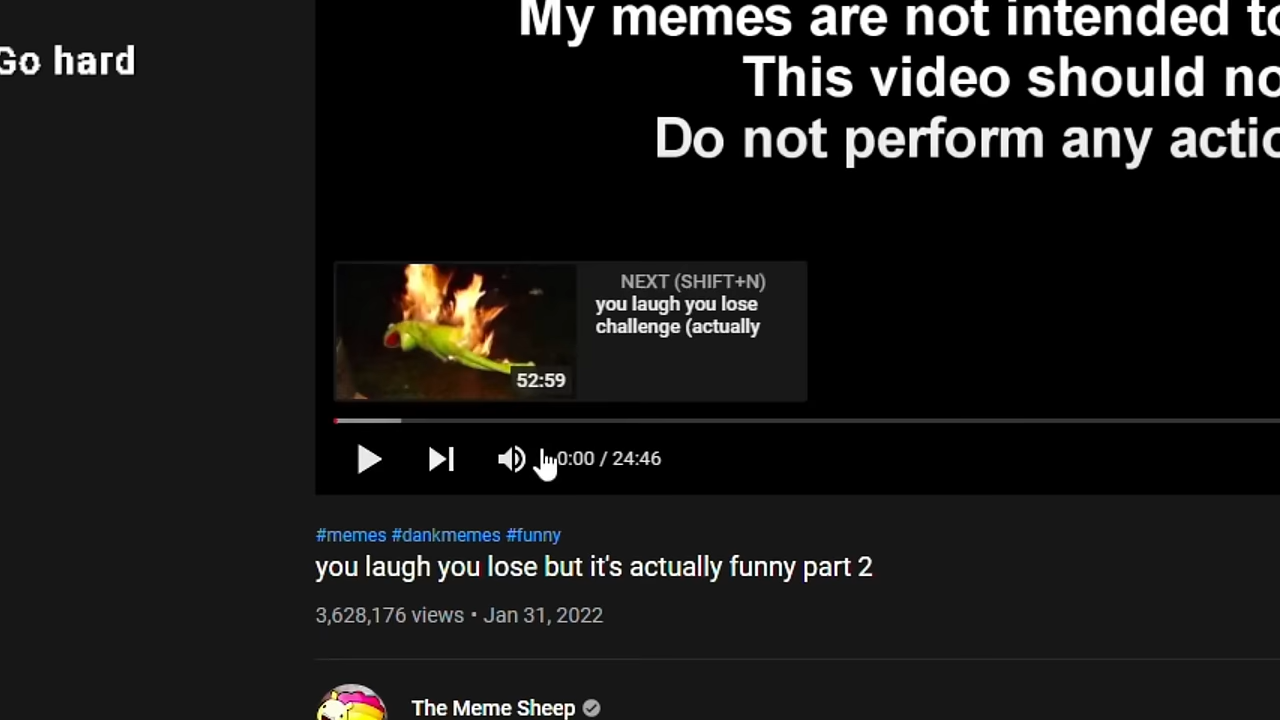 Go hard
My memes are not intended to
This video should no
Do not perform any actio
NEXT (SHIFT+N)
you laugh you lose
challenge (actually
52:59
0:00 / 24:46
#memes #dankmemes #funny
you laugh you lose but it's actually funny part 2
3,628,176 views • Jan 31, 2022
The Meme Sheep